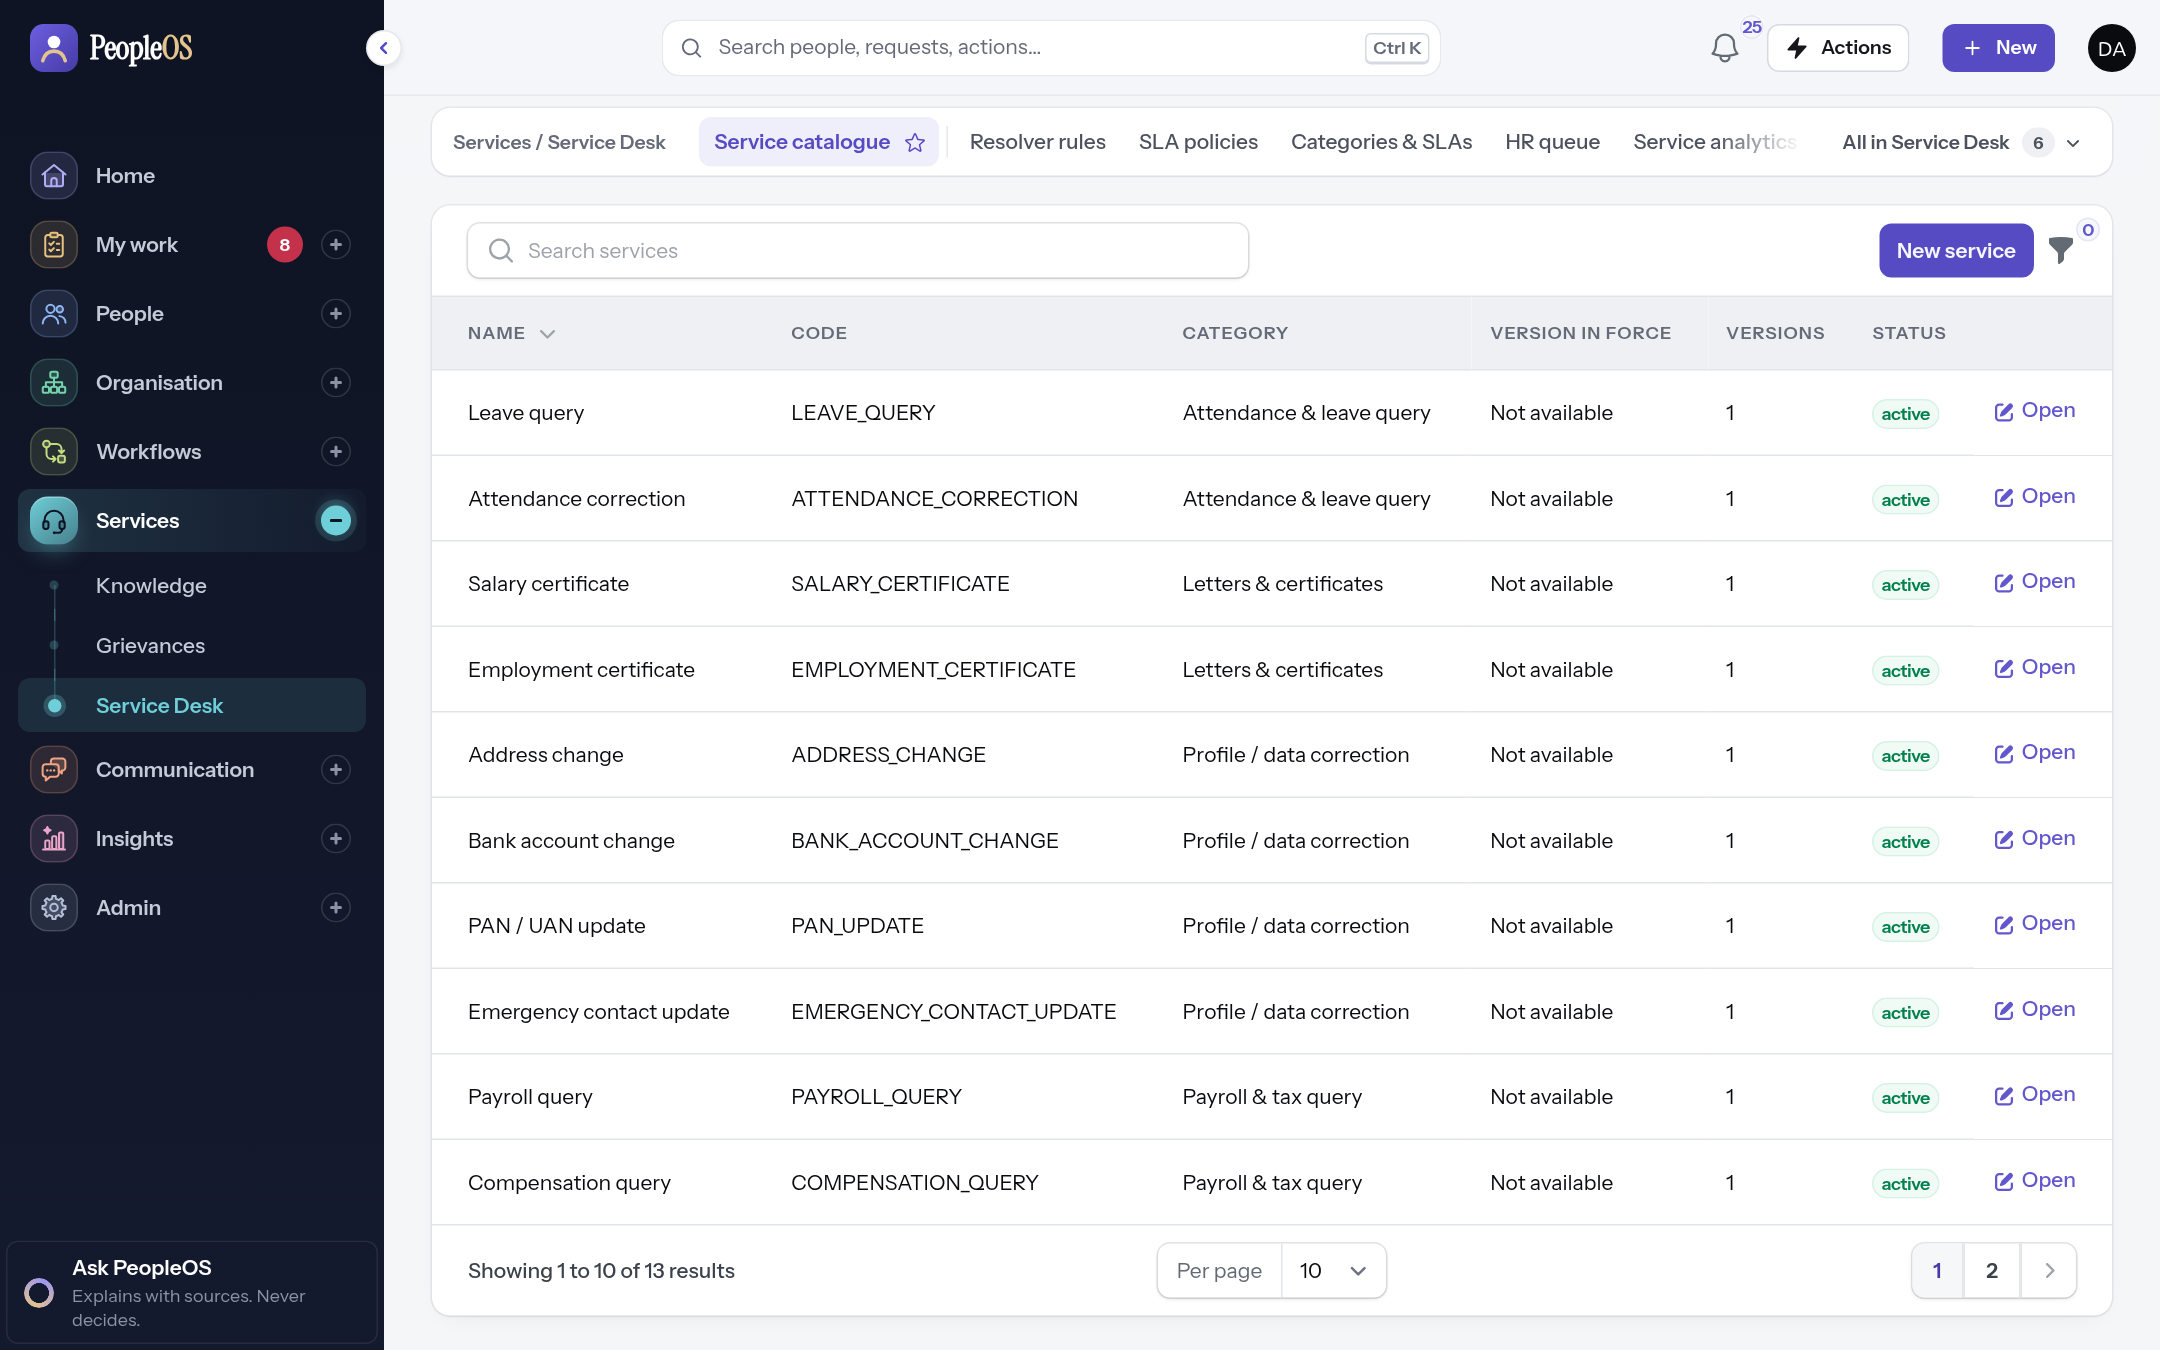 PeopleOS
Search people, requests, actions...
Ctrl K
25
Actions
New
DA
Home
My work
8
People
Organisation
Workflows
Services
Knowledge
Grievances
Service Desk
Communication
Insights
Admin
Ask PeopleOS
Explains with sources. Never
decides.
Services / Service Desk
Service catalogue
Resolver rules
SLA policies
Categories & SLAs
HR queue
Service analytics
All in Service Desk
6
Search services
New service
0
NAME CODE CATEGORY VERSION IN FORCE VERSIONS STATUS
Leave query LEAVE_QUERY Attendance & leave query Not available 1 active Open
Attendance correction ATTENDANCE_CORRECTION Attendance & leave query Not available 1 active Open
Salary certificate SALARY_CERTIFICATE Letters & certificates Not available 1 active Open
Employment certificate EMPLOYMENT_CERTIFICATE Letters & certificates Not available 1 active Open
Address change ADDRESS_CHANGE Profile / data correction Not available 1 active Open
Bank account change BANK_ACCOUNT_CHANGE Profile / data correction Not available 1 active Open
PAN / UAN update PAN_UPDATE Profile / data correction Not available 1 active Open
Emergency contact update EMERGENCY_CONTACT_UPDATE Profile / data correction Not available 1 active Open
Payroll query PAYROLL_QUERY Payroll & tax query Not available 1 active Open
Compensation query COMPENSATION_QUERY Payroll & tax query Not available 1 active Open
Showing 1 to 10 of 13 results
Per page 10
1 2